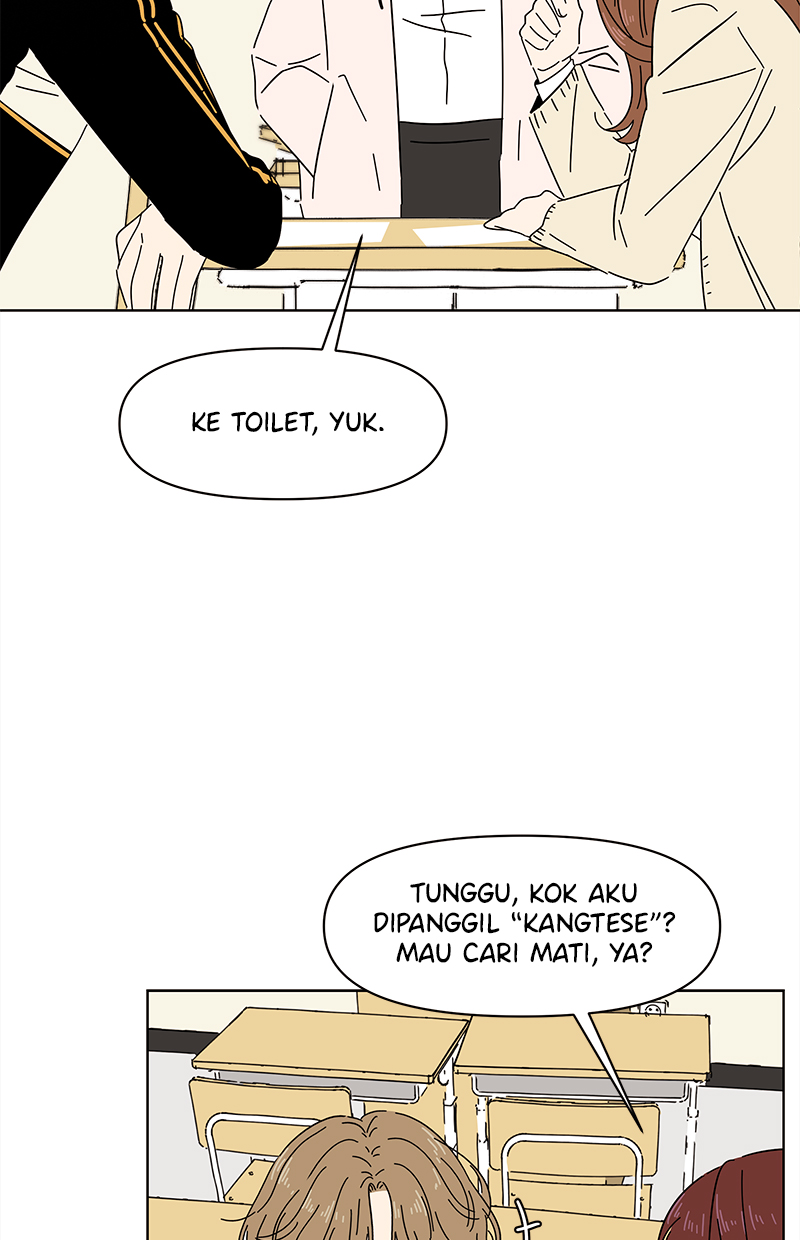 KE TOILET, YUK.
TUNGGU, KOK AKU
DIPANGGIL “KANGTESE”?
MAU CARI MATI, YA?